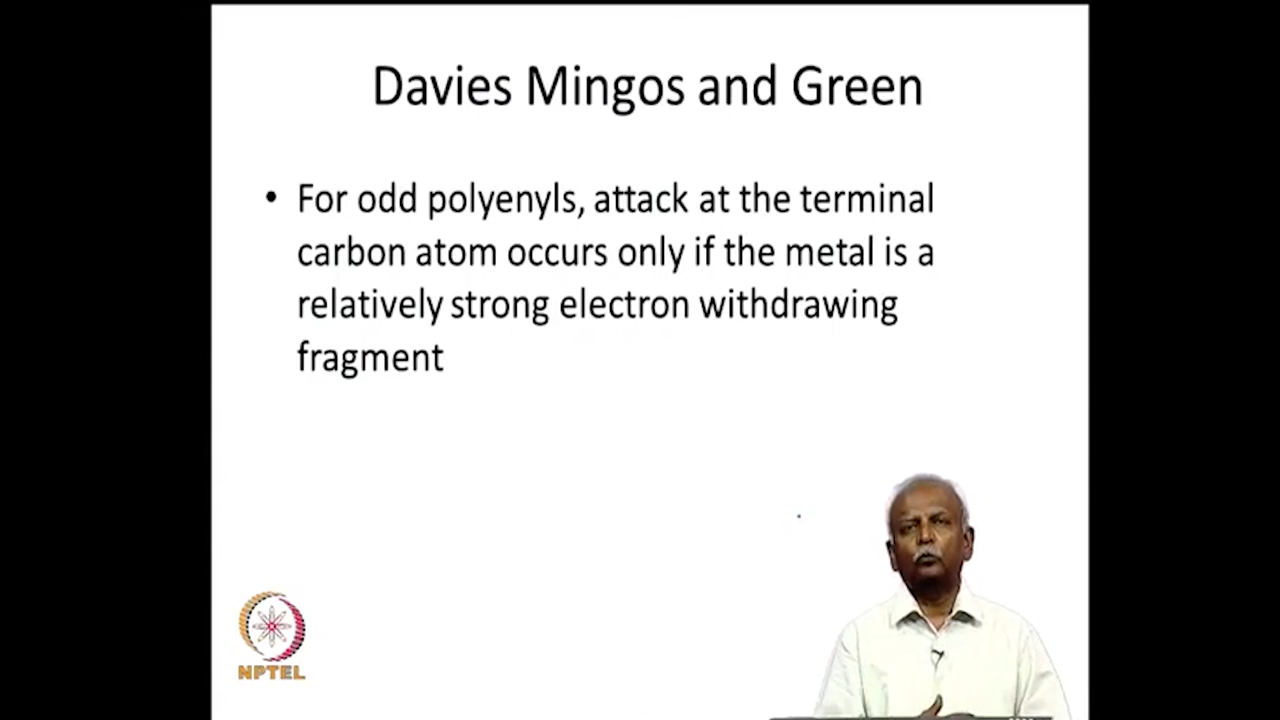 Davies Mingos and Green
• For odd polyenyls, attack at the terminal
carbon atom occurs only if the metal is a
relatively strong electron withdrawing
fragment
NPTEL